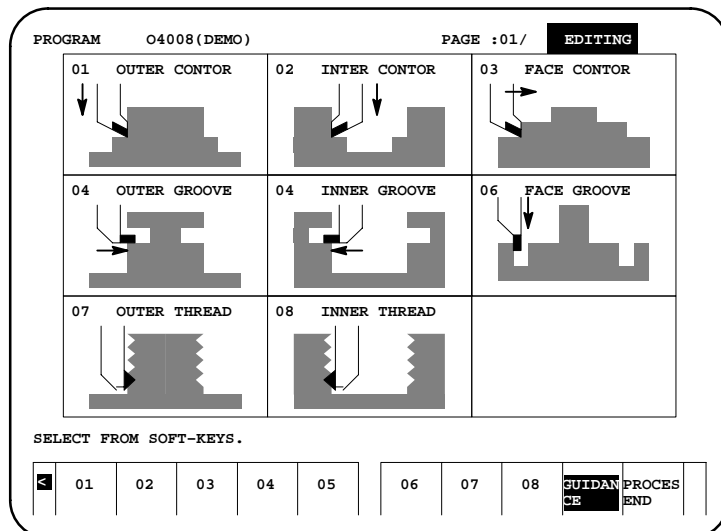 PROGRAM O4008(DEMO) PAGE :01/ EDITING
01 OUTER CONTOR
02 INTER CONTOR
03 FACE CONTOR
04 OUTER GROOVE
04 INNER GROOVE
06 FACE GROOVE
07 OUTER THREAD
08 INNER THREAD
SELECT FROM SOFT-KEYS.
< 01 02 03 04 05 06 07 08 GUIDAN PROCES
CE END